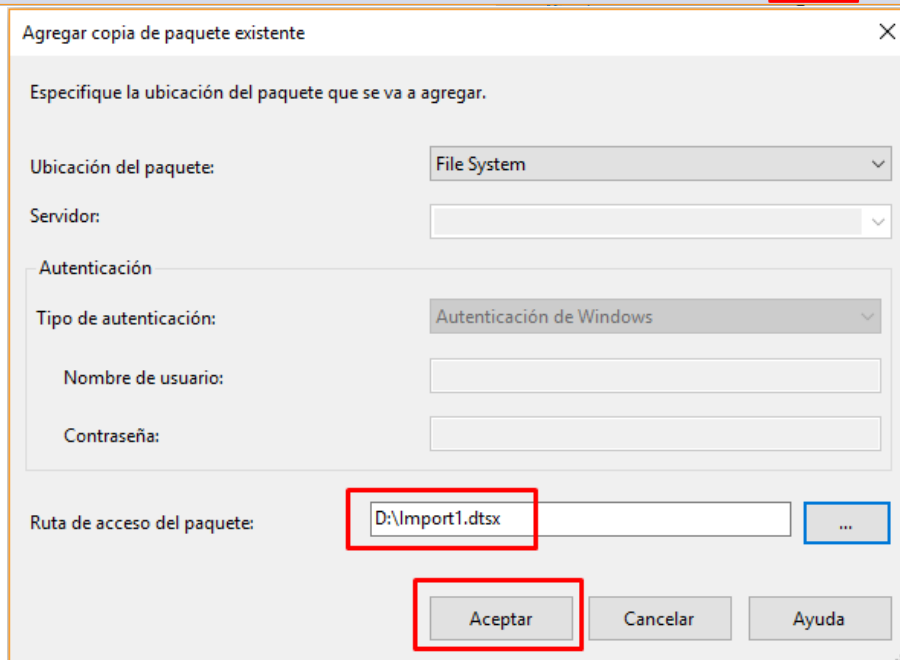 Agregar copia de paquete existente
Especifique la ubicación del paquete que se va a agregar.
Ubicación del paquete: File System
Servidor:
Autenticación
Tipo de autenticación: Autenticación de Windows
Nombre de usuario:
Contraseña:
Ruta de acceso del paquete: D:\Import1.dtsx ...
Aceptar Cancelar Ayuda